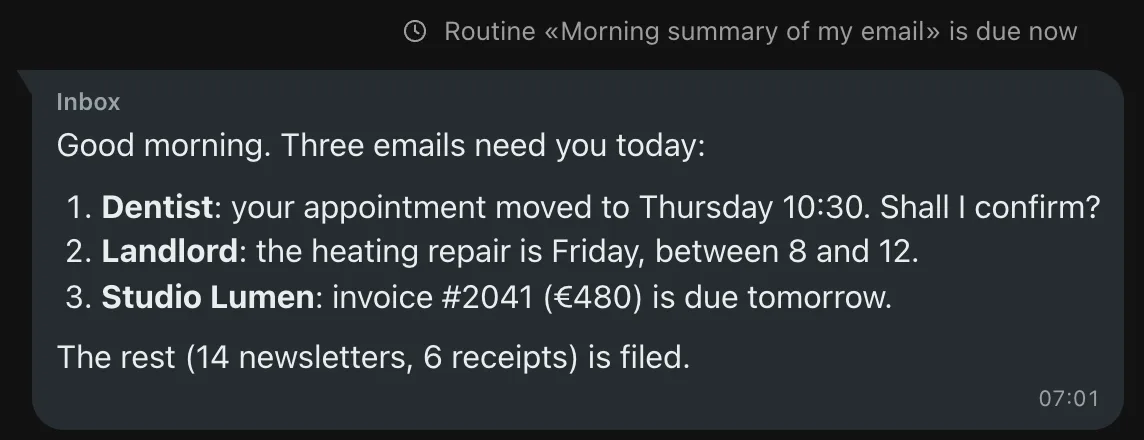 Routine «Morning summary of my email» is due now
Inbox
Good morning. Three emails need you today:
1. Dentist: your appointment moved to Thursday 10:30. Shall I confirm?
2. Landlord: the heating repair is Friday, between 8 and 12.
3. Studio Lumen: invoice #2041 (€480) is due tomorrow.
The rest (14 newsletters, 6 receipts) is filed.
07:01